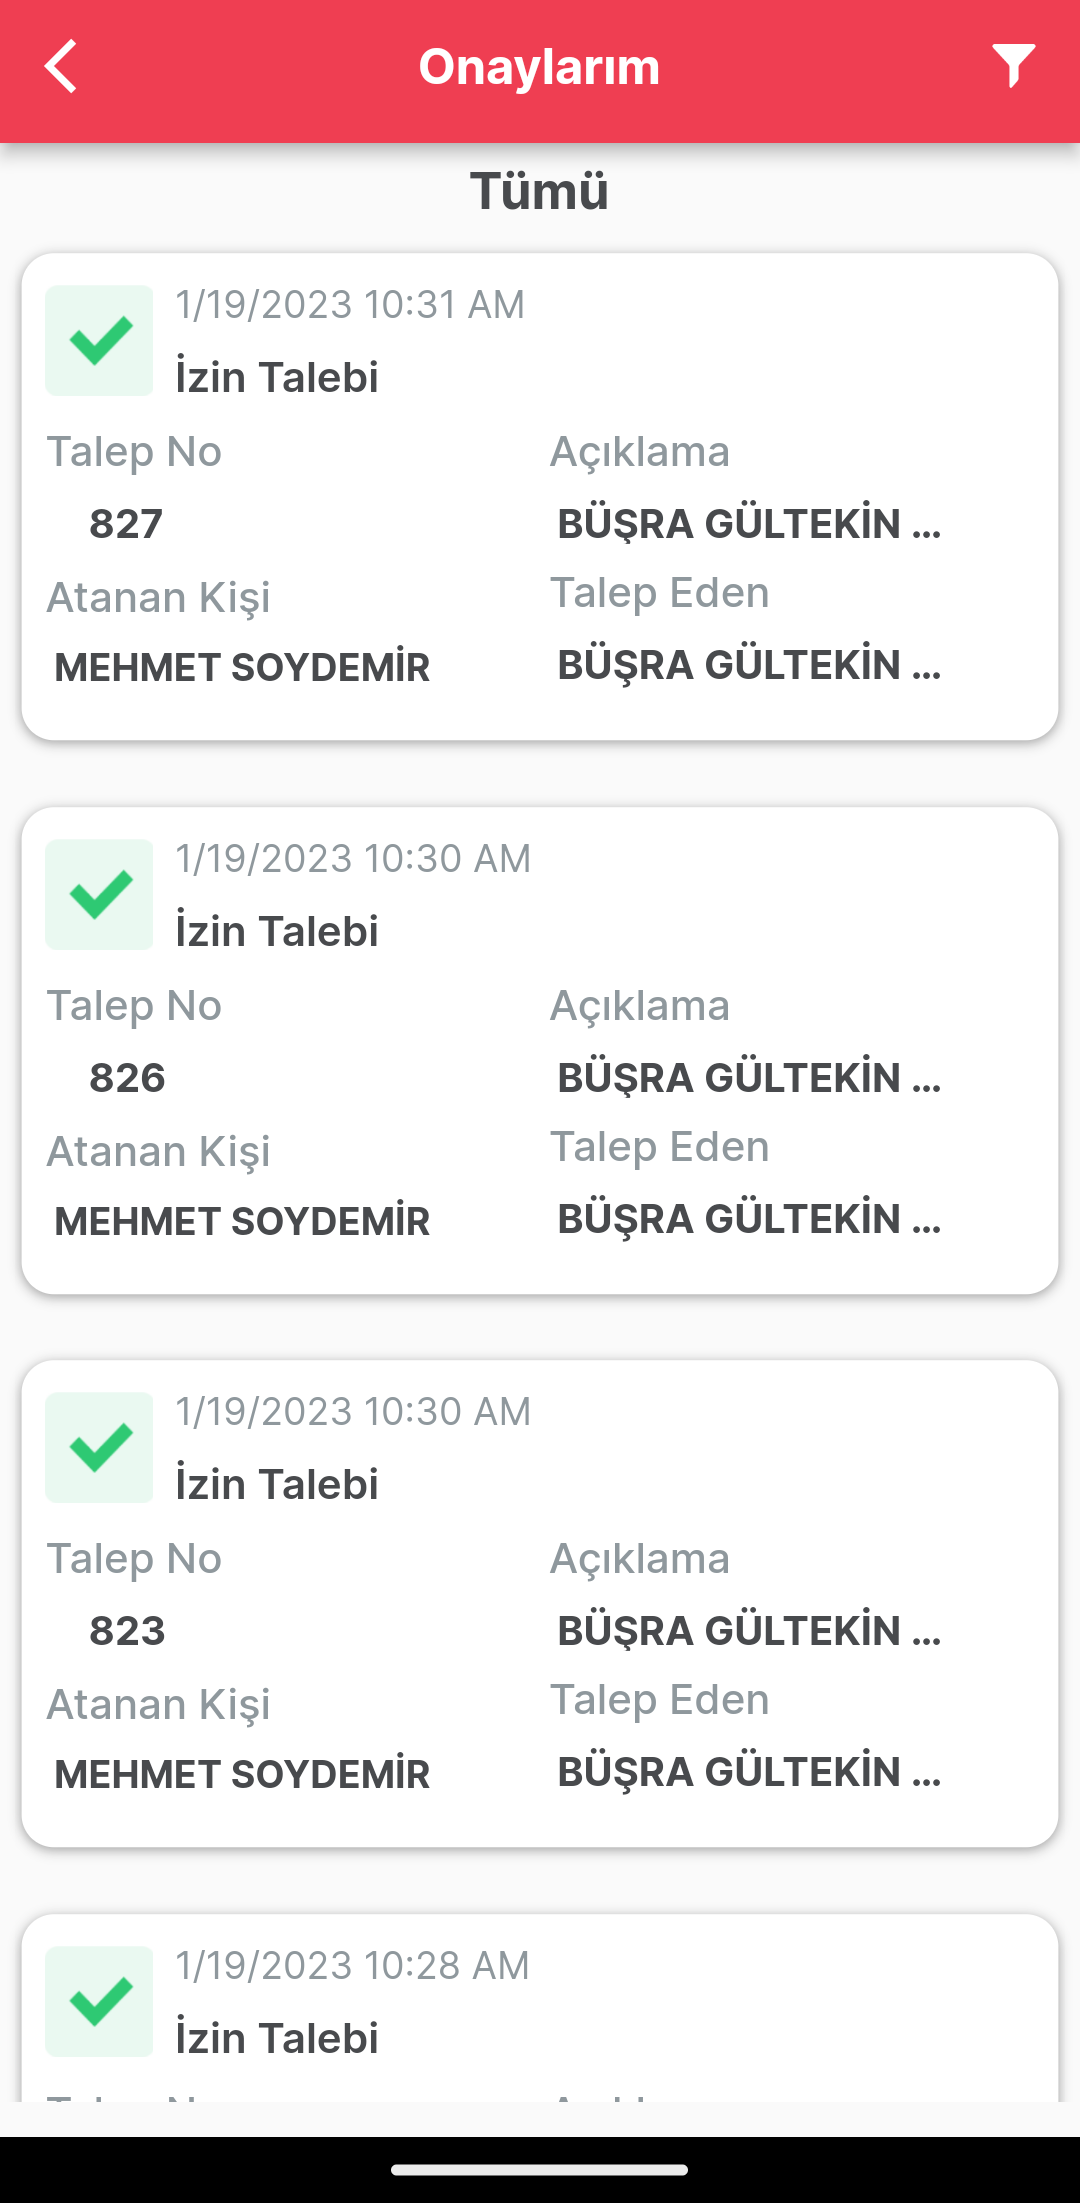 Onaylarım
Tümü
1/19/2023 10:31 AM
İzin Talebi
Talep No
Açıklama
827
BÜŞRA GÜLTEKİN ...
Atanan Kişi
Talep Eden
MEHMET SOYDEMİR
BÜŞRA GÜLTEKİN ...
1/19/2023 10:30 AM
İzin Talebi
Talep No
Açıklama
826
BÜŞRA GÜLTEKİN ...
Atanan Kişi
Talep Eden
MEHMET SOYDEMİR
BÜŞRA GÜLTEKİN ...
1/19/2023 10:30 AM
İzin Talebi
Talep No
Açıklama
823
BÜŞRA GÜLTEKİN ...
Atanan Kişi
Talep Eden
MEHMET SOYDEMİR
BÜŞRA GÜLTEKİN ...
1/19/2023 10:28 AM
İzin Talebi